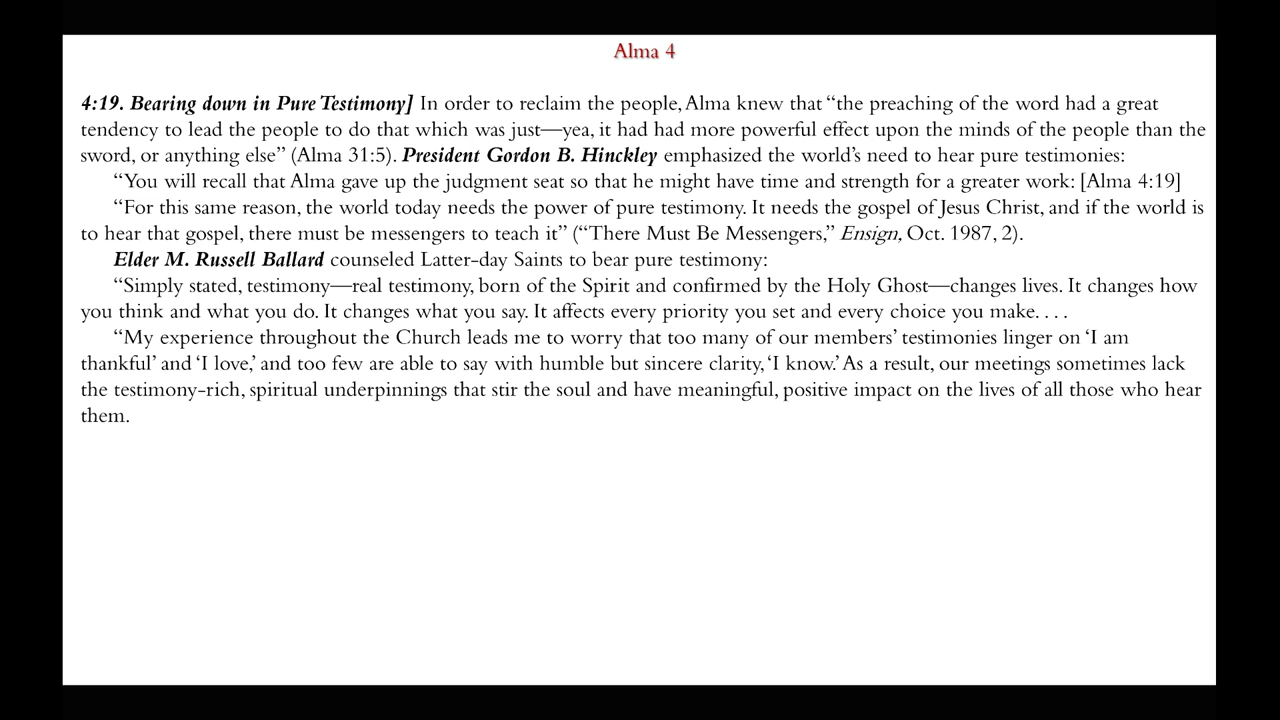 Alma 4
4:19. Bearing down in Pure Testimony] In order to reclaim the people, Alma knew that “the preaching of the word had a great
tendency to lead the people to do that which was just—yea, it had had more powerful effect upon the minds of the people than the
sword, or anything else” (Alma 31:5). President Gordon B. Hinckley emphasized the world’s need to hear pure testimonies:
“You will recall that Alma gave up the judgment seat so that he might have time and strength for a greater work: [Alma 4:19]
“For this same reason, the world today needs the power of pure testimony. It needs the gospel of Jesus Christ, and if the world is
to hear that gospel, there must be messengers to teach it” (“There Must Be Messengers,” Ensign, Oct. 1987, 2).
Elder M. Russell Ballard counseled Latter-day Saints to bear pure testimony:
“Simply stated, testimony—real testimony, born of the Spirit and confirmed by the Holy Ghost—changes lives. It changes how
you think and what you do. It changes what you say. It affects every priority you set and every choice you make. . . .
“My experience throughout the Church leads me to worry that too many of our members’ testimonies linger on ‘I am
thankful’ and ‘I love,’ and too few are able to say with humble but sincere clarity, ‘I know.’ As a result, our meetings sometimes lack
the testimony-rich, spiritual underpinnings that stir the soul and have meaningful, positive impact on the lives of all those who hear
them.